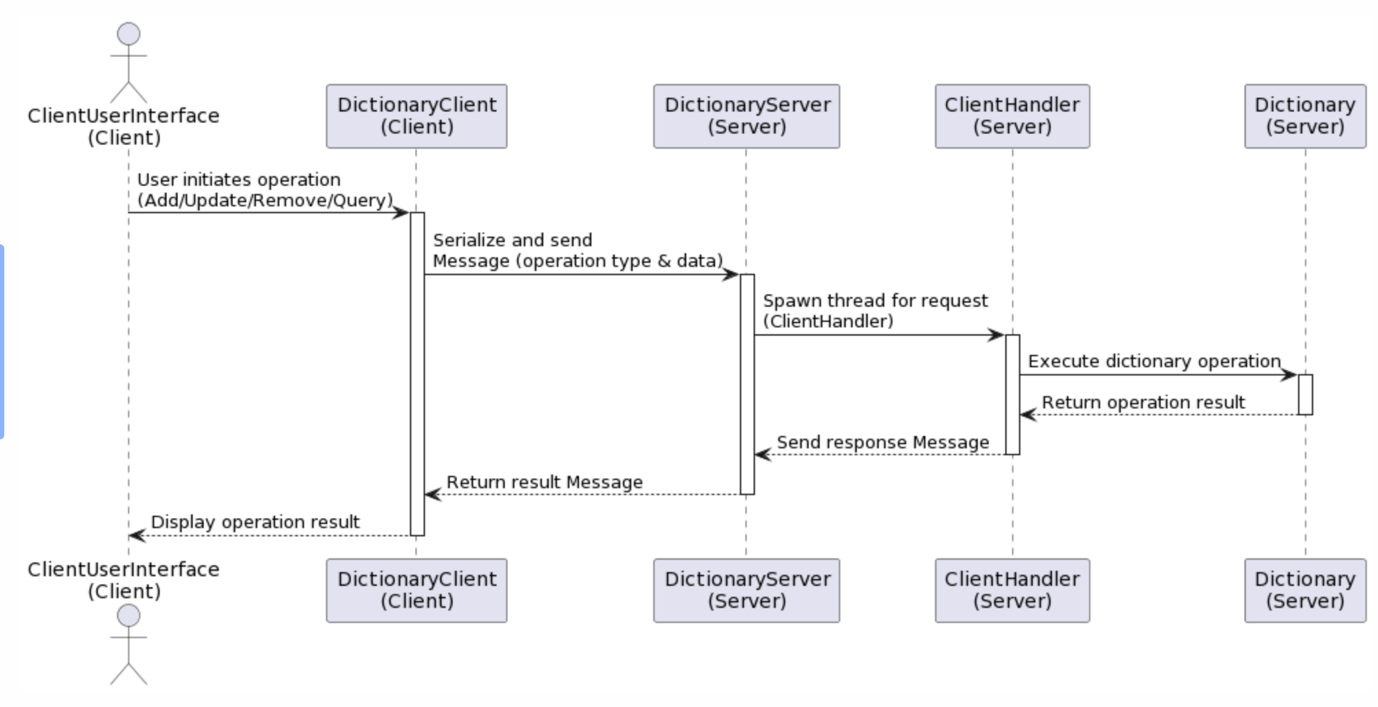 ClientUserInterface
(Client)
DictionaryClient
(Client)
DictionaryServer
(Server)
ClientHandler
(Server)
Dictionary
(Server)
User initiates operation
(Add/Update/Remove/Query)
Serialize and send
Message (operation type & data)
Spawn thread for request
(ClientHandler)
Execute dictionary operation
Return operation result
Send response Message
Return result Message
Display operation result
ClientUserInterface
(Client)
DictionaryClient
(Client)
DictionaryServer
(Server)
ClientHandler
(Server)
Dictionary
(Server)